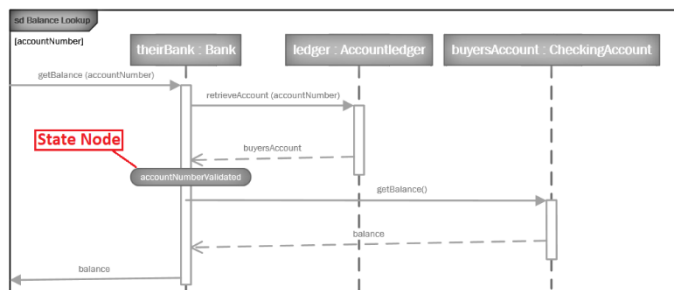 sd Balance Lookup
[accountNumber]
theirBank : Bank
ledger : Accountledger
buyersAccount : CheckingAccount
getBalance (accountNumber)
retrieveAccount (accountNumber)
State Node
buyersAccount
accountNumberValidated
getBalance()
balance
balance